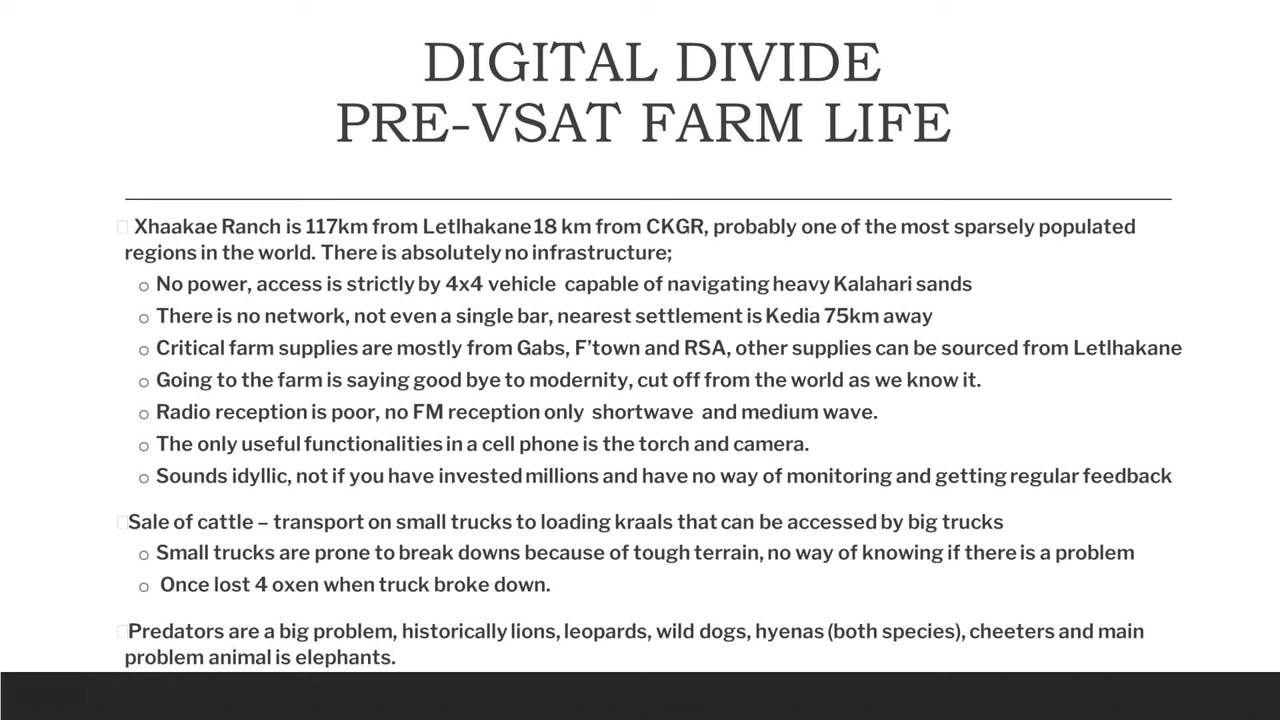 DIGITAL DIVIDE
PRE-VSAT FARM LIFE
Xhaakae Ranch is 117km from Letlhakane 18 km from CKGR, probably one of the most sparsely populated
regions in the world. There is absolutely no infrastructure;
o No power, access is strictly by 4x4 vehicle capable of navigating heavy Kalahari sands
o There is no network, not even a single bar, nearest settlement is Kedia 75km away
o Critical farm supplies are mostly from Gabs, F’town and RSA, other supplies can be sourced from Letlhakane
o Going to the farm is saying good bye to modernity, cut off from the world as we know it.
o Radio reception is poor, no FM reception only shortwave and medium wave.
o The only useful functionalities in a cell phone is the torch and camera.
o Sounds idyllic, not if you have invested millions and have no way of monitoring and getting regular feedback
Sale of cattle – transport on small trucks to loading kraals that can be accessed by big trucks
o Small trucks are prone to break downs because of tough terrain, no way of knowing if there is a problem
o Once lost 4 oxen when truck broke down.
Predators are a big problem, historically lions, leopards, wild dogs, hyenas (both species), cheeters and main
problem animal is elephants.